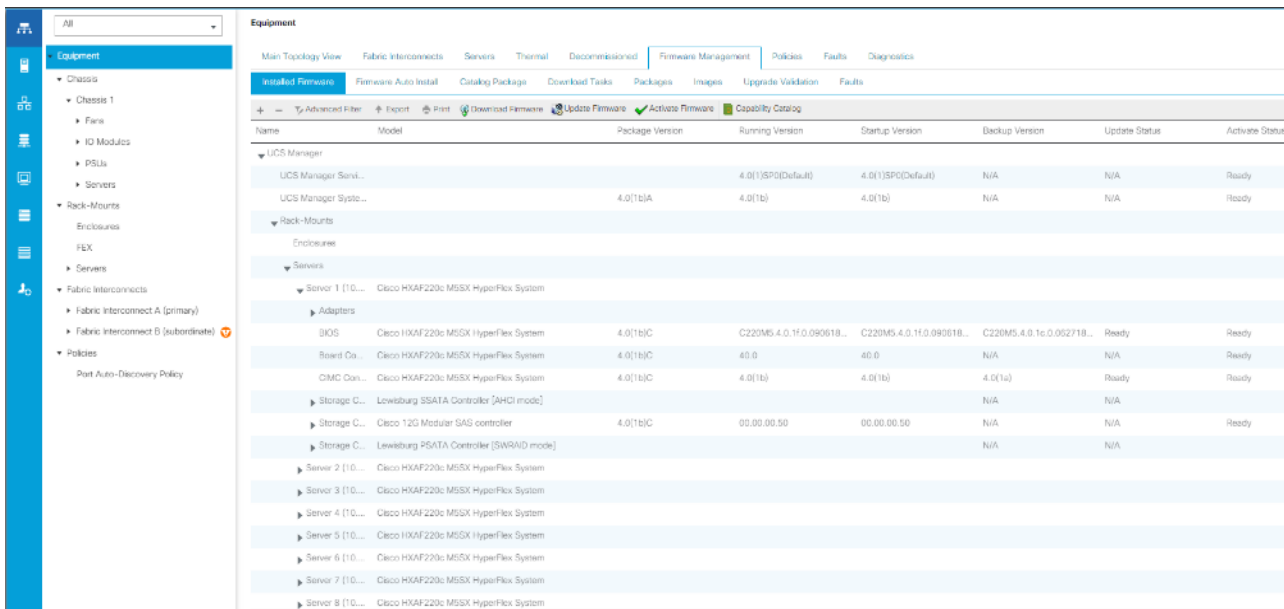 All
Equipment
Chassis
Chassis 1
Fans
IO Modules
PSUs
Servers
Rack-Mounts
Enclosures
FEX
Servers
Fabric Interconnects
Fabric Interconnect A (primary)
Fabric Interconnect B (subordinate)
Policies
Port Auto-Discovery Policy
Equipment
Main Topology View Fabric Interconnects Servers Thermal Decommissioned Firmware Management Policies Faults Diagnostics
Installed Firmware Firmware Auto Install Catalog Package Download Tasks Packages Images Upgrade Validation Faults
+ − Advanced Filter Export Print Download Firmware Update Firmware Activate Firmware Capability Catalog
Name Model Package Version Running Version Startup Version Backup Version Update Status Activate Status
UCS Manager
UCS Manager Servi... 4.0(1)SP0(Default) 4.0(1)SP0(Default) N/A N/A Ready
UCS Manager Syste... 4.0(1b)A 4.0(1b) 4.0(1b) N/A N/A Ready
Rack-Mounts
Enclosures
Servers
Server 1 (10.... Cisco HXAF220c M5SX HyperFlex System
Adapters
BIOS Cisco HXAF220c M5SX HyperFlex System 4.0(1b)C C220M5.4.0.1f.0.090618... C220M5.4.0.1f.0.090618... C220M5.4.0.1c.0.062718... Ready Ready
Board Co... Cisco HXAF220c M5SX HyperFlex System 4.0(1b)C 40.0 40.0 N/A N/A Ready
CIMC Con... Cisco HXAF220c M5SX HyperFlex System 4.0(1b)C 4.0(1b) 4.0(1b) 4.0(1a) Ready Ready
Storage C... Lewisburg SSATA Controller [AHCI mode] N/A N/A
Storage C... Cisco 12G Modular SAS controller 4.0(1b)C 00.00.00.50 00.00.00.50 N/A N/A Ready
Storage C... Lewisburg PSATA Controller [SWRAID mode] N/A N/A
Server 2 (10.... Cisco HXAF220c M5SX HyperFlex System
Server 3 (10.... Cisco HXAF220c M5SX HyperFlex System
Server 4 (10.... Cisco HXAF220c M5SX HyperFlex System
Server 5 (10.... Cisco HXAF220c M5SX HyperFlex System
Server 6 (10.... Cisco HXAF220c M5SX HyperFlex System
Server 7 (10.... Cisco HXAF220c M5SX HyperFlex System
Server 8 (10.... Cisco HXAF220c M5SX HyperFlex System